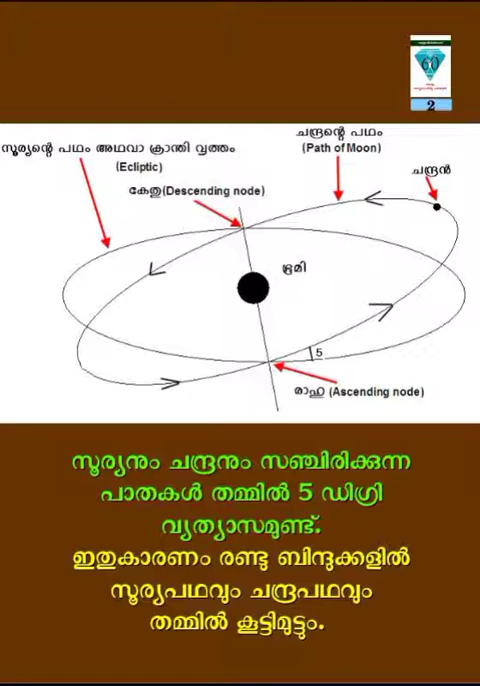 60
2
ചന്ദ്രന്റെ പഥം
(Path of Moon)
സൂര്യന്റെ പഥം അഥവാ ക്രാന്തി വൃത്തം
(Ecliptic)
ചന്ദ്രൻ
കേതു(Descending node)
ഭൂമി
5
രാഹു (Ascending node)
സൂര്യനും ചന്ദ്രനും സഞ്ചിരിക്കുന്ന
പാതകൾ തമ്മിൽ 5 ഡിഗ്രി
വ്യത്യാസമുണ്ട്.
ഇതുകാരണം രണ്ടു ബിന്ദുക്കളിൽ
സൂര്യപഥവും ചന്ദ്രപഥവും
തമ്മിൽ കൂട്ടിമുട്ടും.